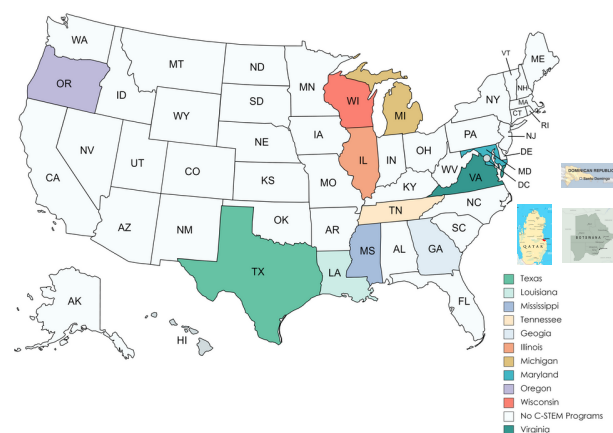 WA
MT
ND
MN
VT
ME
OR
ID
SD
WI
MI
NY
NH
MA
CT
RI
WY
NE
IA
PA
NJ
NV
UT
CO
IL
IN
OH
DE
MD
DC
CA
KS
MO
WV
VA
KY
NC
TN
AZ
NM
OK
AR
SC
TX
LA
MS
AL
GA
AK
HI
FL
DOMINICAN REPUBLIC
Santo Domingo
QATAR
BOTSWANA
Texas
Louisiana
Mississippi
Tennessee
Geogia
Illinois
Michigan
Maryland
Oregon
Wisconsin
No C-STEM Programs
Virginia